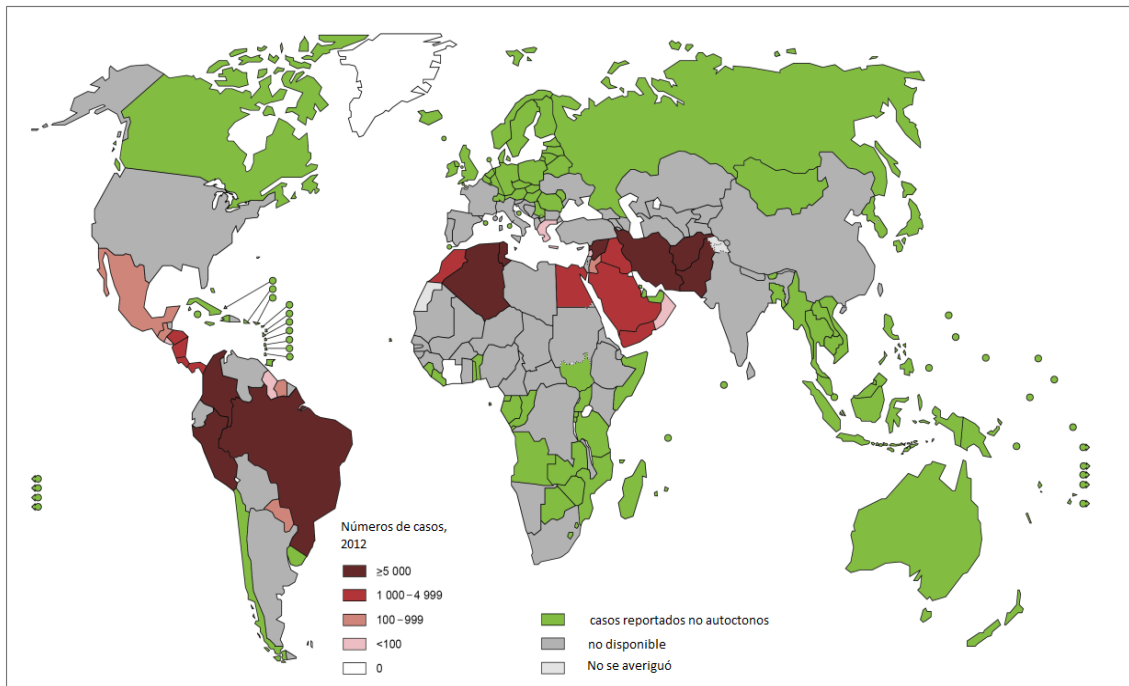 Números de casos,
2012
≥5 000
1 000–4 999
100–999
<100
0
casos reportados no autoctonos
no disponible
No se averiguó